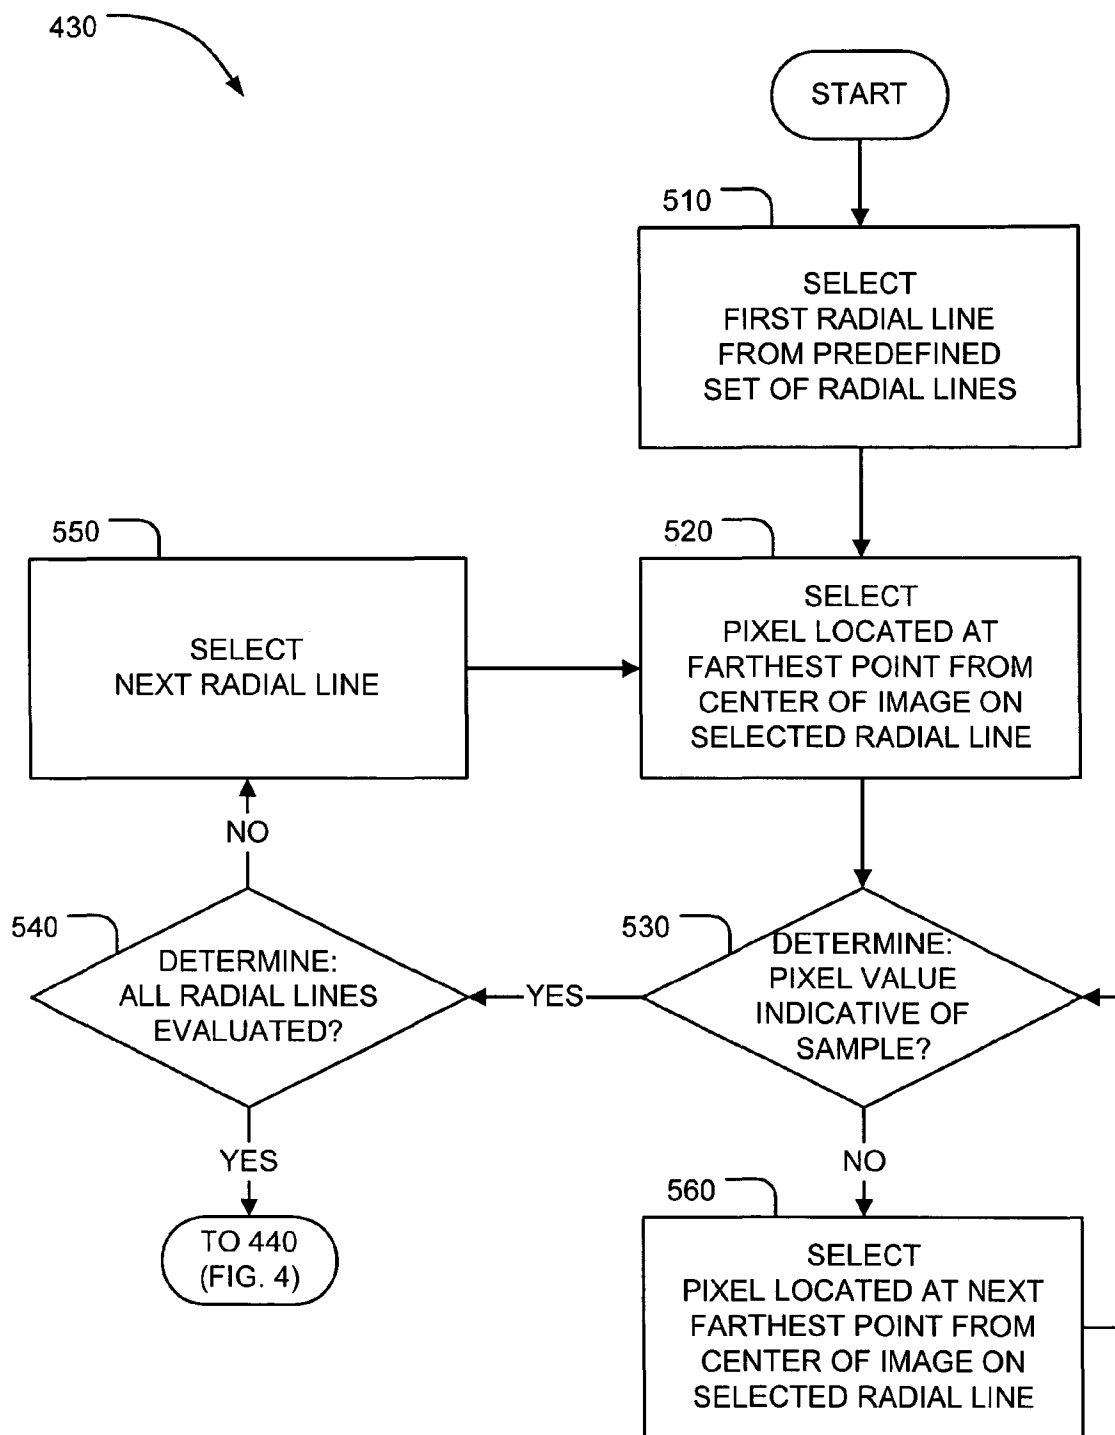 430
START
510
SELECT
FIRST RADIAL LINE
FROM PREDEFINED
SET OF RADIAL LINES
550
SELECT
NEXT RADIAL LINE
520
SELECT
PIXEL LOCATED AT
FARTHEST POINT FROM
CENTER OF IMAGE ON
SELECTED RADIAL LINE
NO
540
DETERMINE:
ALL RADIAL LINES
EVALUATED?
YES
530
DETERMINE:
PIXEL VALUE
INDICATIVE OF
SAMPLE?
YES
NO
TO 440
(FIG. 4)
560
SELECT
PIXEL LOCATED AT NEXT
FARTHEST POINT FROM
CENTER OF IMAGE ON
SELECTED RADIAL LINE